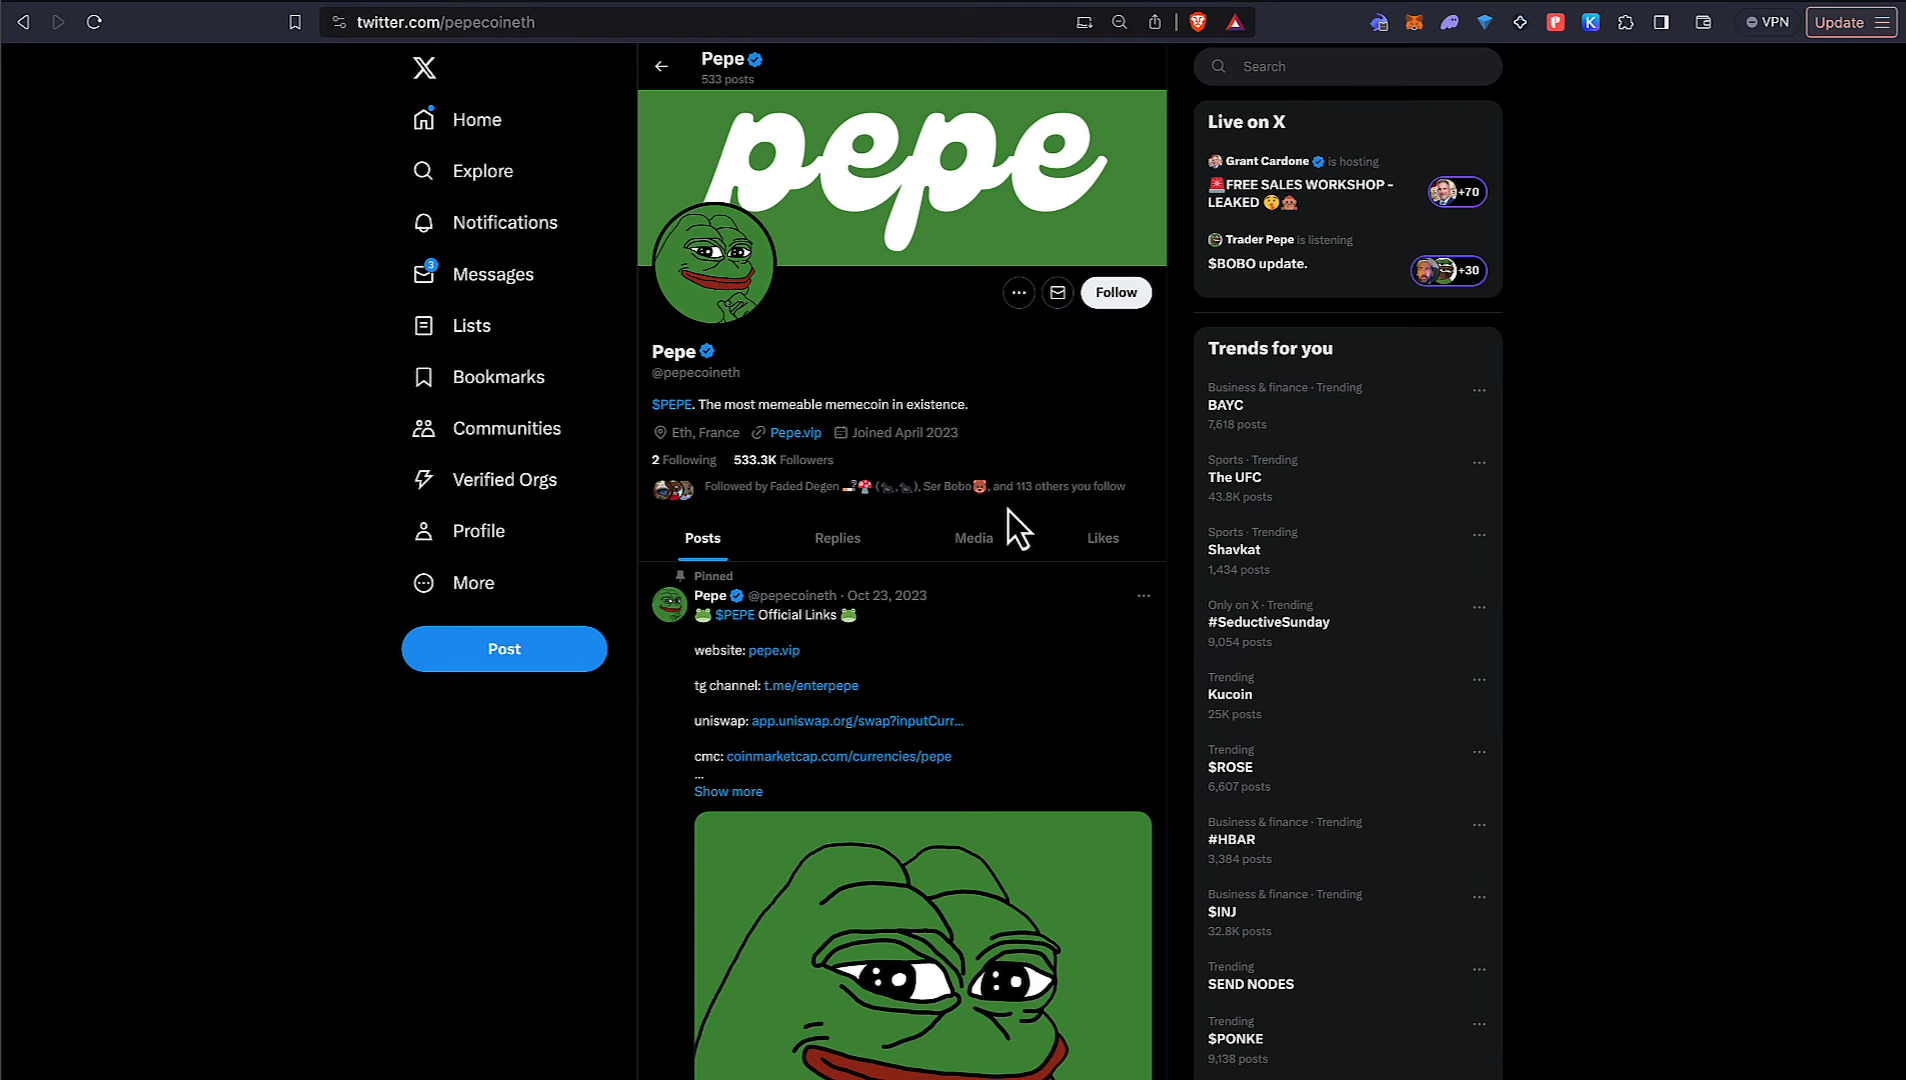 twitter.com/pepecoineth
VPN
Update
Home
Explore
Notifications
3
Messages
Lists
Bookmarks
Communities
Verified Orgs
Profile
More
Post
Pepe
533 posts
pepe
Follow
Pepe
@pepecoineth
$PEPE. The most memeable memecoin in existence.
Eth, France Pepe.vip Joined April 2023
2 Following 533.3K Followers
Followed by Faded Degen 🚬🍄 (🐜,🐜), Ser Bobo🐻, and 113 others you follow
Posts Replies Media Likes
Pinned
Pepe @pepecoineth · Oct 23, 2023
🐸 $PEPE Official Links 🐸
website: pepe.vip
tg channel: t.me/enterpepe
uniswap: app.uniswap.org/swap?inputCurr...
cmc: coinmarketcap.com/currencies/pepe
...
Show more
Search
Live on X
Grant Cardone is hosting
🚨FREE SALES WORKSHOP -
LEAKED 🤫🙊
+70
Trader Pepe is listening
$BOBO update.
+30
Trends for you
Business & finance · Trending
BAYC
7,618 posts
Sports · Trending
The UFC
43.8K posts
Sports · Trending
Shavkat
1,434 posts
Only on X · Trending
#SeductiveSunday
9,054 posts
Trending
Kucoin
25K posts
Trending
$ROSE
6,607 posts
Business & finance · Trending
#HBAR
3,384 posts
Business & finance · Trending
$INJ
32.8K posts
Trending
SEND NODES
Trending
$PONKE
9,138 posts